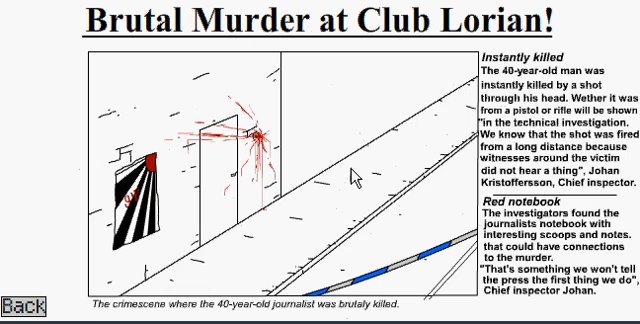 Brutal Murder at Club Lorian!
Instantly killed
The 40-year-old man was
instantly killed by a shot
through his head. Wether it was
from a pistol or rifle will be shown
"in the technical investigation.
We know that the shot was fired
from a long distance because
witnesses around the victim
did not hear a thing", Johan
Kristoffersson, Chief inspector.
Red notebook
The investigators found the
journalists notebook with
interesting scoops and notes.
that could have connections
to the murder.
"That's something we won't tell
the press the first thing we do",
Chief inspector Johan.
Back
The crimescene where the 40-year-old journalist was brutaly killed.